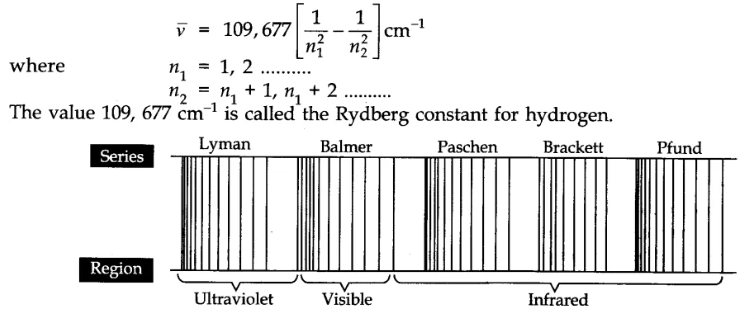 ν̅ = 109,677 [1/n₁² − 1/n₂²] cm⁻¹
where n₁ = 1, 2 ..........
n₂ = n₁ + 1, n₁ + 2 ..........
The value 109, 677 cm⁻¹ is called the Rydberg constant for hydrogen.
Series Lyman Balmer Paschen Brackett Pfund
Region
Ultraviolet Visible Infrared